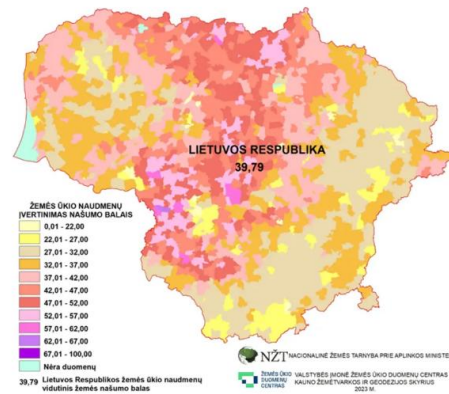 LIETUVOS RESPUBLIKA
39,79
ŽEMĖS ŪKIO NAUDMENŲ
ĮVERTINIMAS NAŠUMO BALAIS
0,01 - 22,00
22,01 - 27,00
27,01 - 32,00
32,01 - 37,00
37,01 - 42,00
42,01 - 47,00
47,01 - 52,00
52,01 - 57,00
57,01 - 62,00
62,01 - 67,00
67,01 - 100,00
Nėra duomenų
39,79 Lietuvos Respublikos žemės ūkio naudmenų
vidutinis žemės našumo balas
NŽT NACIONALINĖ ŽEMĖS TARNYBA PRIE APLINKOS MINISTE
ŽEMĖS ŪKIO
DUOMENŲ
CENTRAS
VALSTYBĖS ĮMONĖ ŽEMĖS ŪKIO DUOMENŲ CENTRAS
KAUNO ŽEMĖTVARKOS IR GEODEZIJOS SKYRIUS
2023 M.